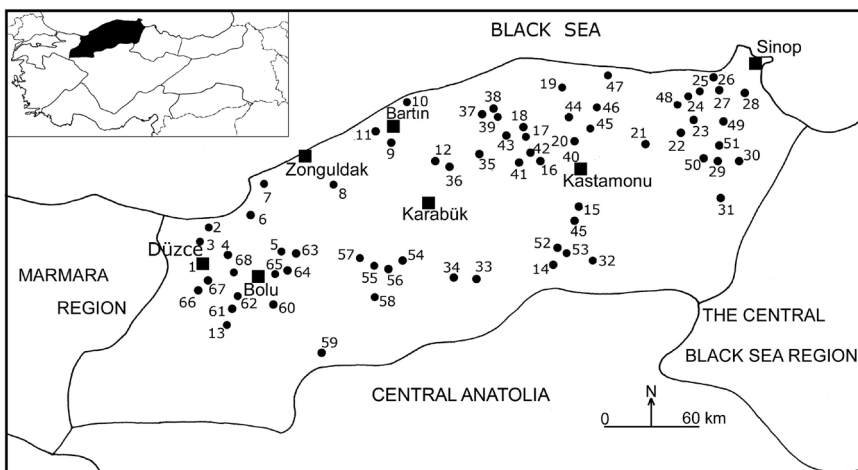 BLACK SEA
Sinop
47
25 26
19
38 48 24 27 28
10
37 39 18 44 46
Bartın
11 17 45 23 49
9 43 20 22 51
12 35 42 40 21
36 41 16 50 29 30
Zonguldak
Kastamonu
7 8
Karabük
31
6 15
2 45
Düzce 3 4 5 63 57 54 52 53
MARMARA 1 68 65 64 55 56 34 33 14 32
REGION 66 67 Bolu 58
61 62 60
13
THE CENTRAL
BLACK SEA REGION
59
CENTRAL ANATOLIA
N
0 60 km